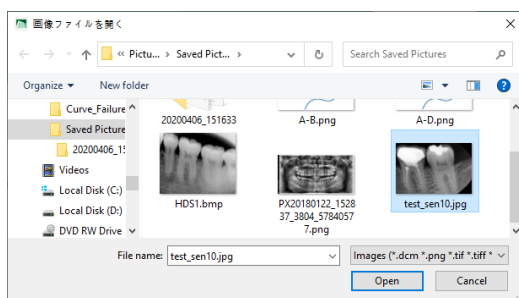 画像ファイルを開く
« Pictu... › Saved Pict... ›
Search Saved Pictures
Organize
New folder
Curve_Failure
Saved Picture
20200406_15
Videos
Local Disk (C:)
Local Disk (D:)
DVD RW Drive
20200406_151633
A-B.png
A-D.png
HDS1.bmp
PX20180122_1528
37_3804_5784057
7.png
test_sen10.jpg
File name:
test_sen10.jpg
Images (*.dcm *.png *.tif *.tiff *
Open
Cancel